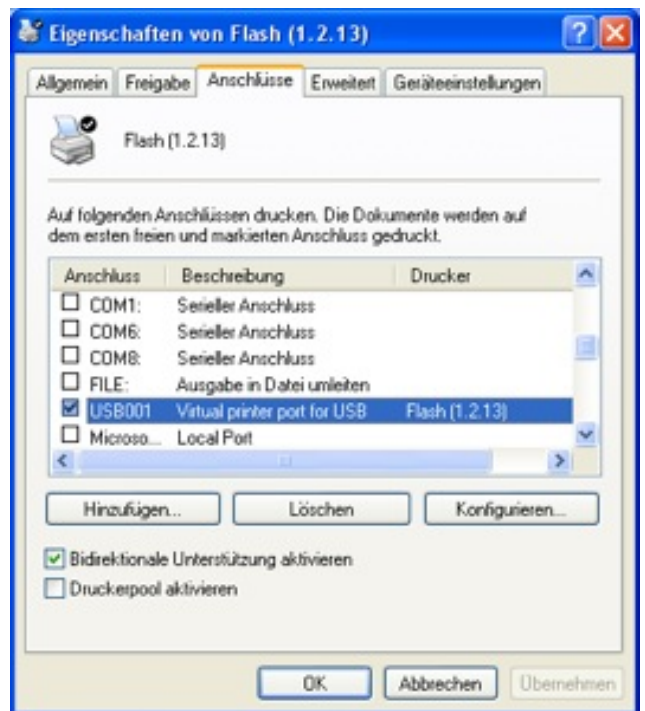 Eigenschaften von Flash (1.2.13)
Allgemein Freigabe Anschlüsse Erweitert Geräteeinstellungen
Flash (1.2.13)
Auf folgenden Anschlüssen drucken. Die Dokumente werden auf
dem ersten freien und markierten Anschluss gedruckt.
Anschluss Beschreibung Drucker
COM1: Serieller Anschluss
COM6: Serieller Anschluss
COM8: Serieller Anschluss
FILE: Ausgabe in Datei umleiten
USB001 Virtual printer port for USB Flash (1.2.13)
Microso... Local Port
Hinzufügen... Löschen Konfigurieren...
Bidirektionale Unterstützung aktivieren
Druckerpool aktivieren
OK Abbrechen Übernehmen